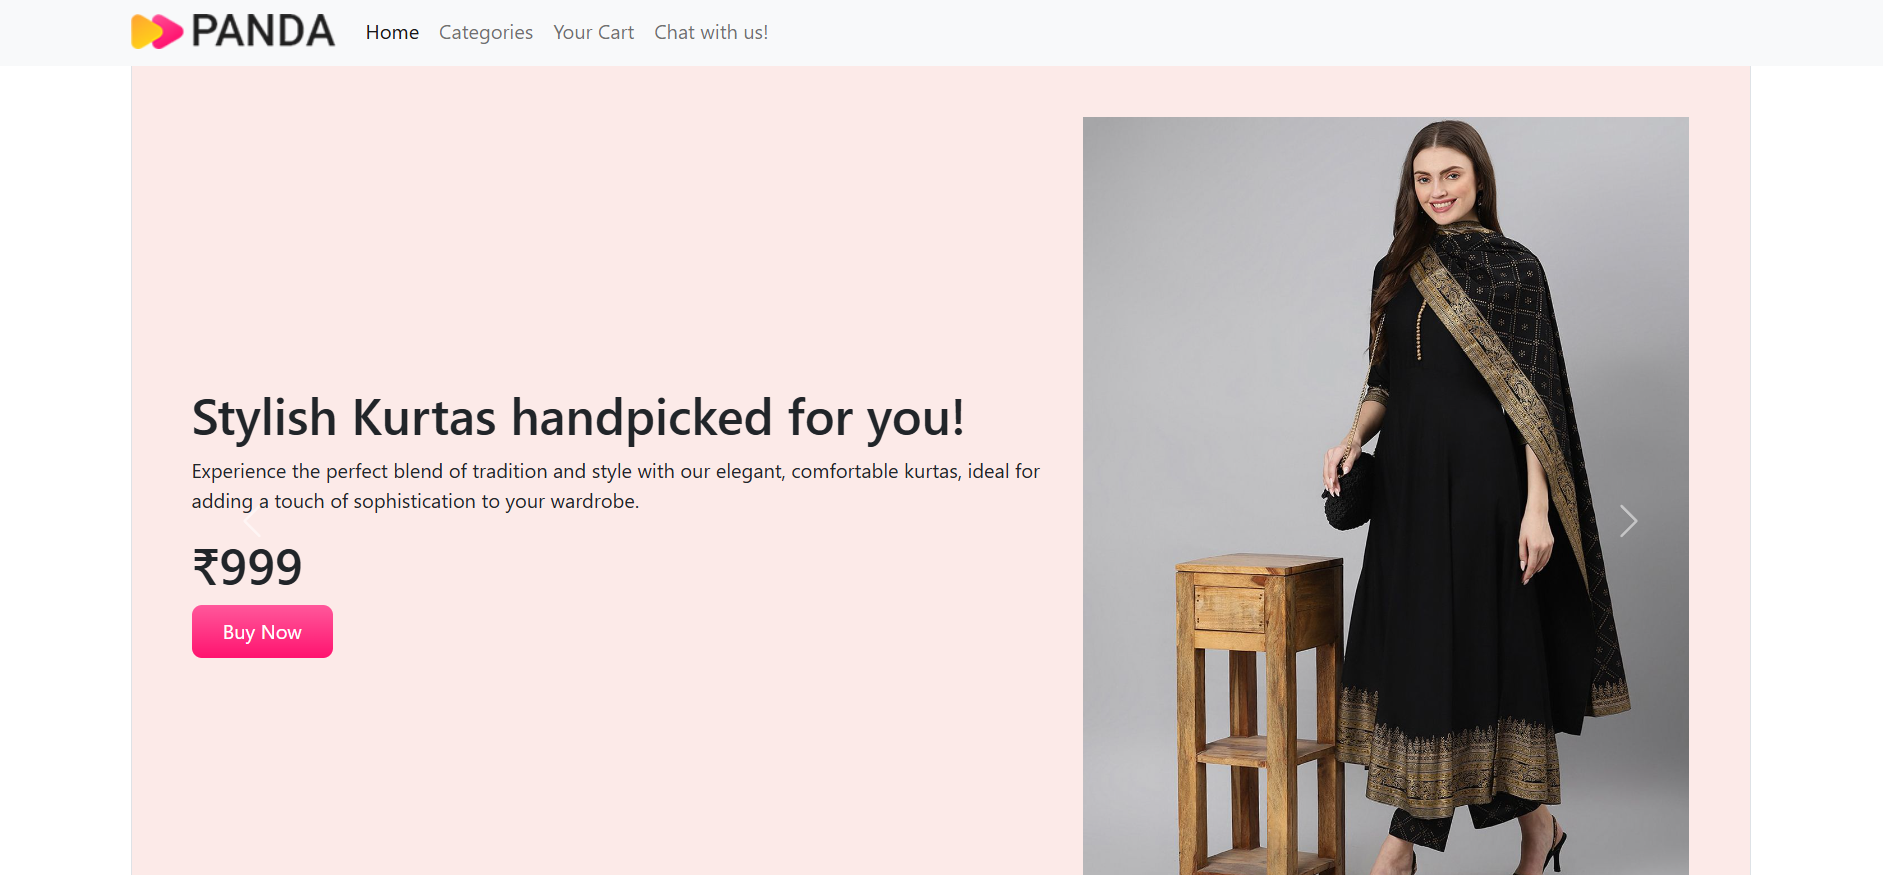 PANDA
Home Categories Your Cart Chat with us!
Stylish Kurtas handpicked for you!
Experience the perfect blend of tradition and style with our elegant, comfortable kurtas, ideal for
adding a touch of sophistication to your wardrobe.
₹999
Buy Now